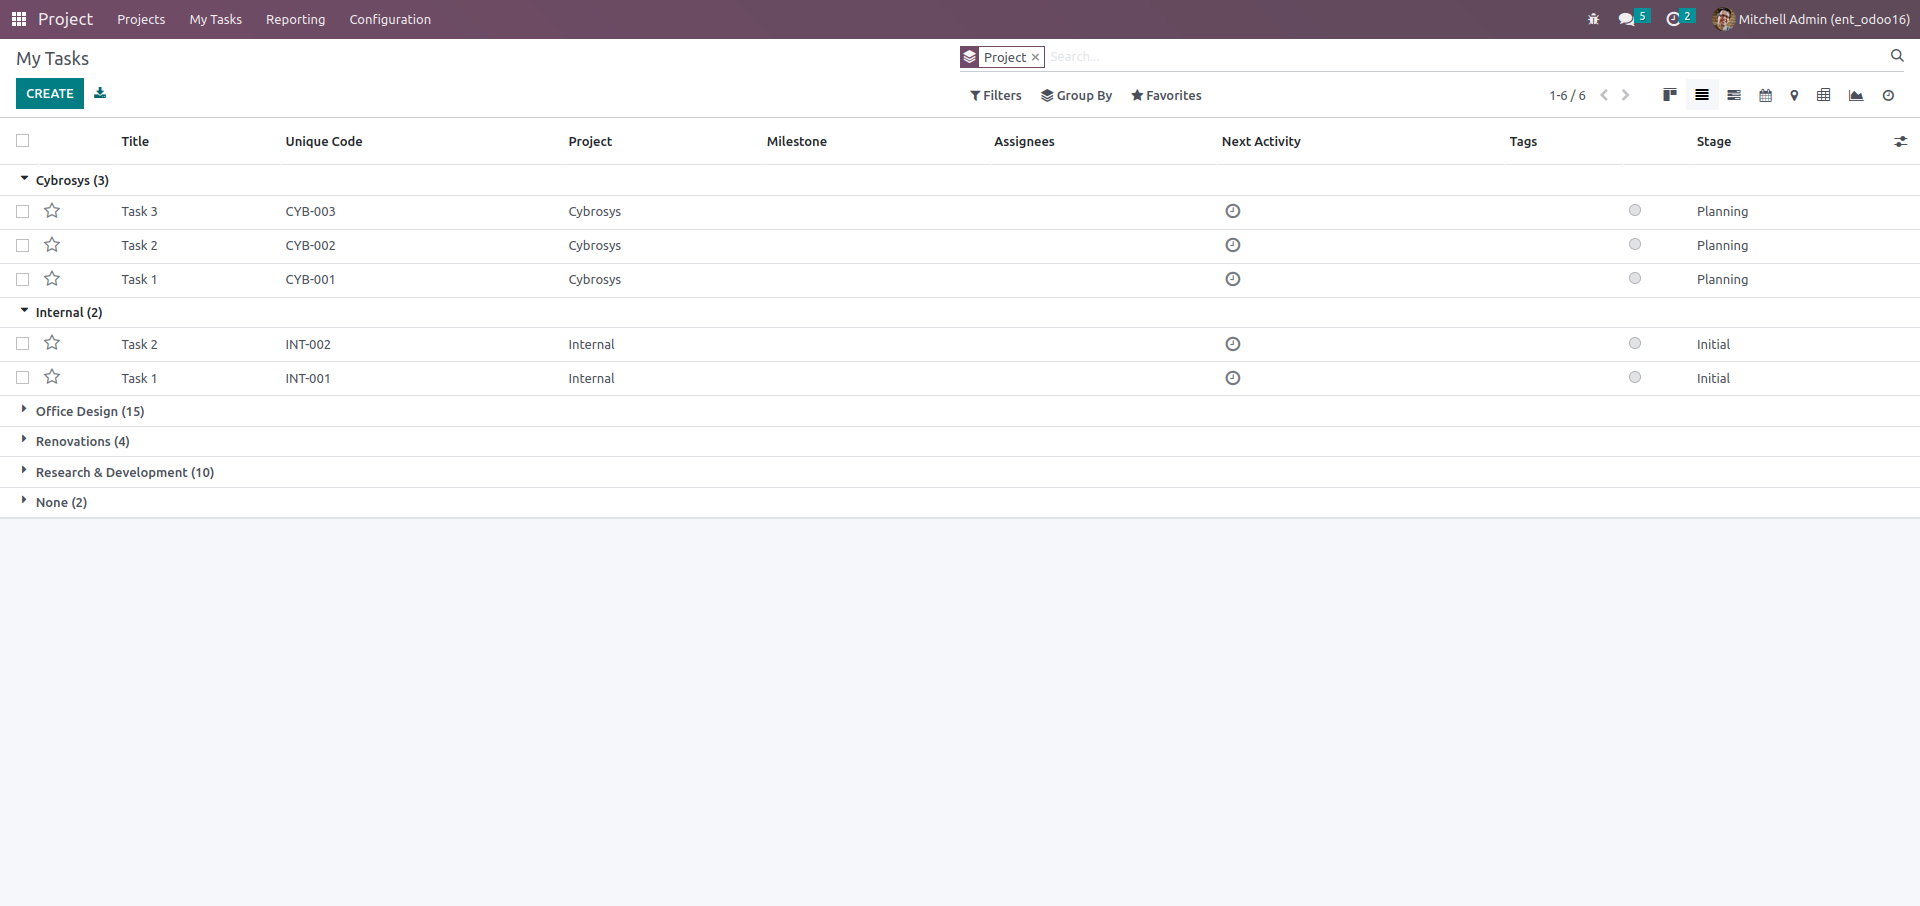 Project Projects My Tasks Reporting Configuration 5 2 Mitchell Admin (ent_odoo16)
My Tasks Project × Search...
CREATE Filters Group By Favorites 1-6 / 6
Title Unique Code Project Milestone Assignees Next Activity Tags Stage
Cybrosys (3)
Task 3 CYB-003 Cybrosys Planning
Task 2 CYB-002 Cybrosys Planning
Task 1 CYB-001 Cybrosys Planning
Internal (2)
Task 2 INT-002 Internal Initial
Task 1 INT-001 Internal Initial
Office Design (15)
Renovations (4)
Research & Development (10)
None (2)